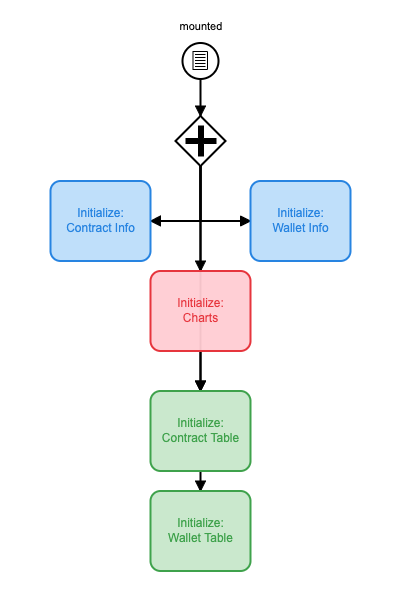 mounted
Initialize:
Contract Info
Initialize:
Wallet Info
Initialize:
Charts
Initialize:
Contract Table
Initialize:
Wallet Table